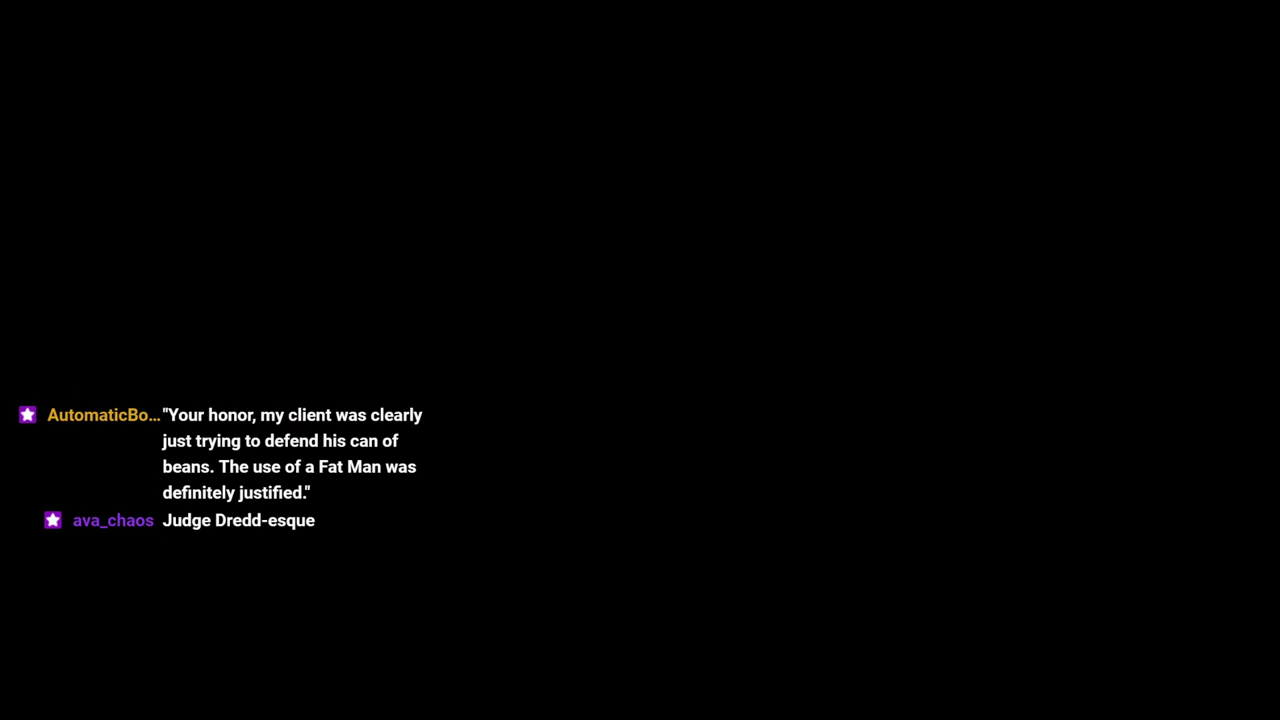 AutomaticBo... "Your honor, my client was clearly
just trying to defend his can of
beans. The use of a Fat Man was
definitely justified."
ava_chaos Judge Dredd-esque